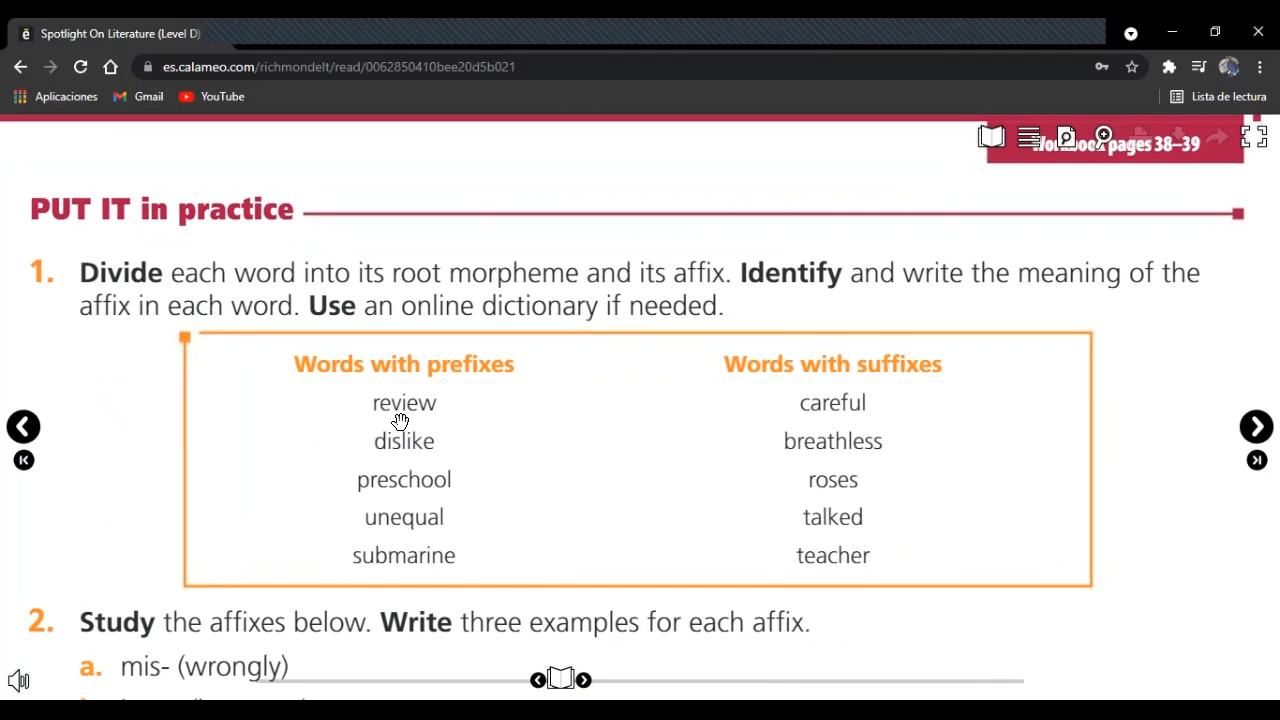 Spotlight On Literature (Level D)
es.calameo.com/richmondelt/read/0062850410bee20d5b021
Aplicaciones Gmail YouTube Lista de lectura
Workbook pages 38–39
PUT IT in practice
1. Divide each word into its root morpheme and its affix. Identify and write the meaning of the
affix in each word. Use an online dictionary if needed.
Words with prefixes Words with suffixes
review careful
dislike breathless
preschool roses
unequal talked
submarine teacher
2. Study the affixes below. Write three examples for each affix.
a. mis- (wrongly)